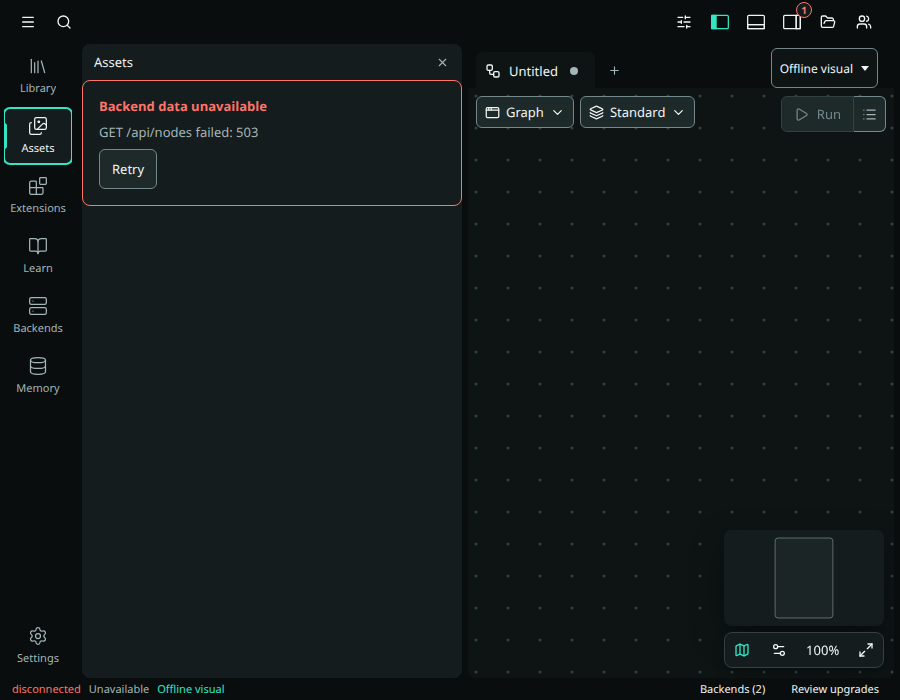 1
Library
Assets
Extensions
Learn
Backends
Memory
Settings
Assets
Backend data unavailable
GET /api/nodes failed: 503
Retry
Untitled
Offline visual
Graph
Standard
Run
100%
disconnected Unavailable Offline visual
Backends (2) Review upgrades